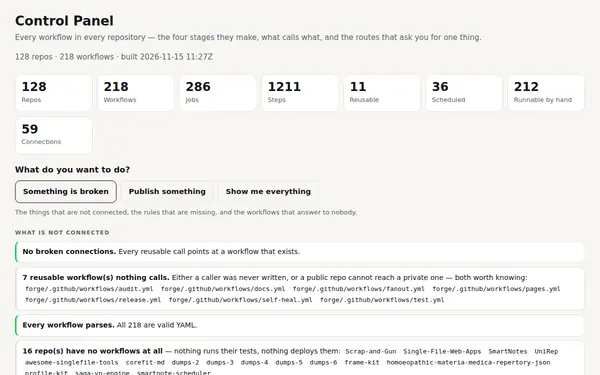 Control Panel
Every workflow in every repository — the four stages they make, what calls what, and the routes that ask you for one thing.
128 repos · 218 workflows · built 2026-11-15 11:27Z
128 218 286 1211 11 36 212
Repos Workflows Jobs Steps Reusable Scheduled Runnable by hand
59
Connections
What do you want to do?
Something is broken Publish something Show me everything
The things that are not connected, the rules that are missing, and the workflows that answer to nobody.
WHAT IS NOT CONNECTED
No broken connections. Every reusable call points at a workflow that exists.
7 reusable workflow(s) nothing calls. Either a caller was never written, or a public repo cannot reach a private one — both worth knowing:
forge/.github/workflows/audit.yml forge/.github/workflows/docs.yml forge/.github/workflows/fanout.yml forge/.github/workflows/pages.yml
forge/.github/workflows/release.yml forge/.github/workflows/self-heal.yml forge/.github/workflows/test.yml
Every workflow parses. All 218 are valid YAML.
16 repo(s) have no workflows at all — nothing runs their tests, nothing deploys them: Scrap-and-Gun Single-File-Web-Apps SmartNotes UniRep
awesome-singlefile-tools corefit-md dumps-2 dumps-3 dumps-4 dumps-5 dumps-6 frame-kit homoeopathic-materia-medica-repertory-json
profile-kit saga-vn-engine smartnote-scheduler